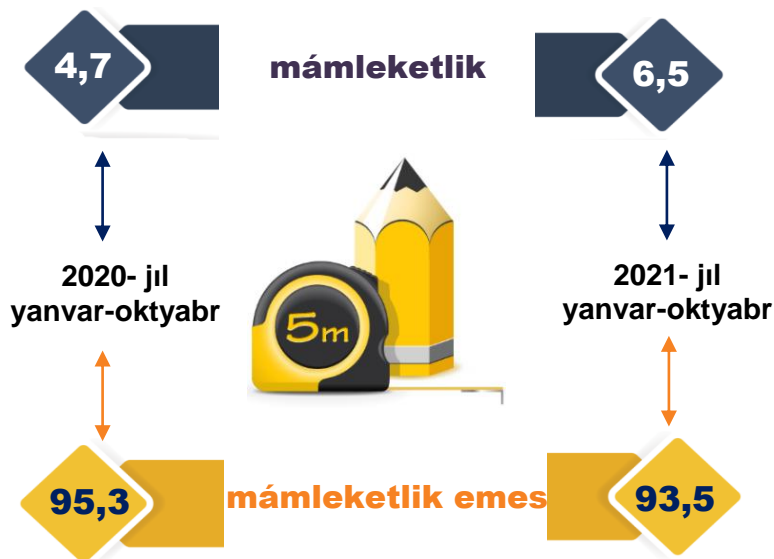 4,7
mámleketlik
6,5
2020- jıl
yanvar-oktyabr
2021- jıl
yanvar-oktyabr
5m
95,3
mámleketlik emes
93,5